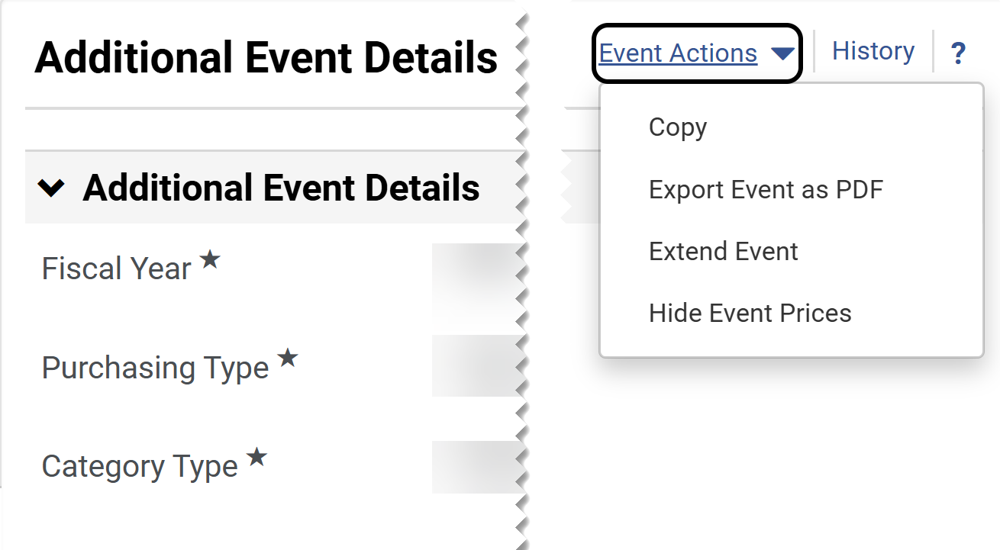 Additional Event Details
Event Actions
History
?
Copy
Export Event as PDF
Extend Event
Hide Event Prices
Additional Event Details
Fiscal Year ★
Purchasing Type ★
Category Type ★